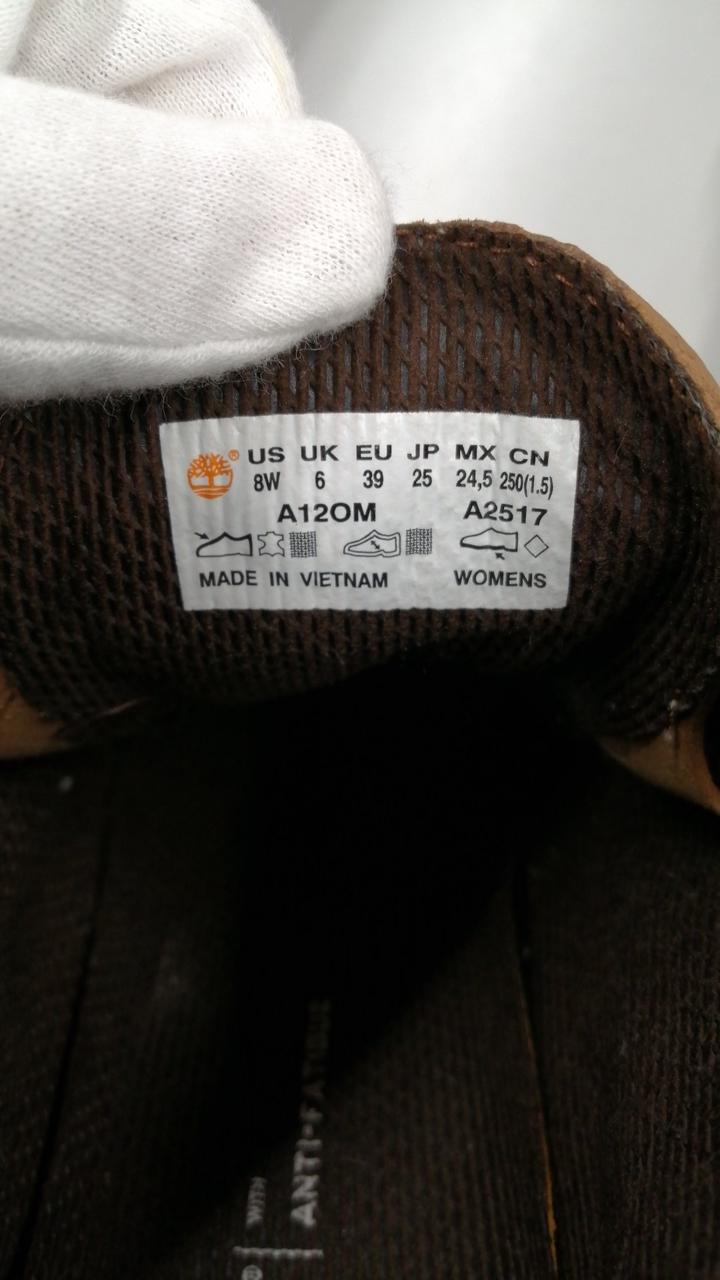 ® US UK EU JP MX CN
8W 6 39 25 24,5 250(1.5)
A12OM A2517
MADE IN VIETNAM WOMENS
® WITH
ANTI-FATIGUE